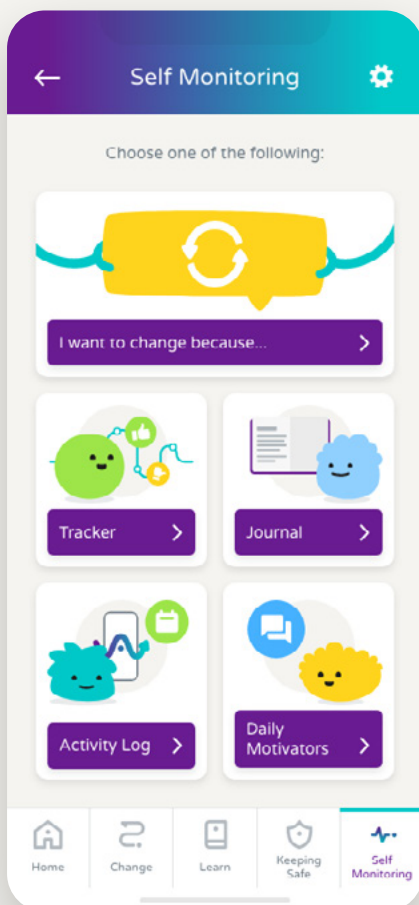 Self Monitoring
Choose one of the following:
I want to change because...
Tracker
Journal
Activity Log
Daily
Motivators
Home
Change
Learn
Keeping
Safe
Self
Monitoring